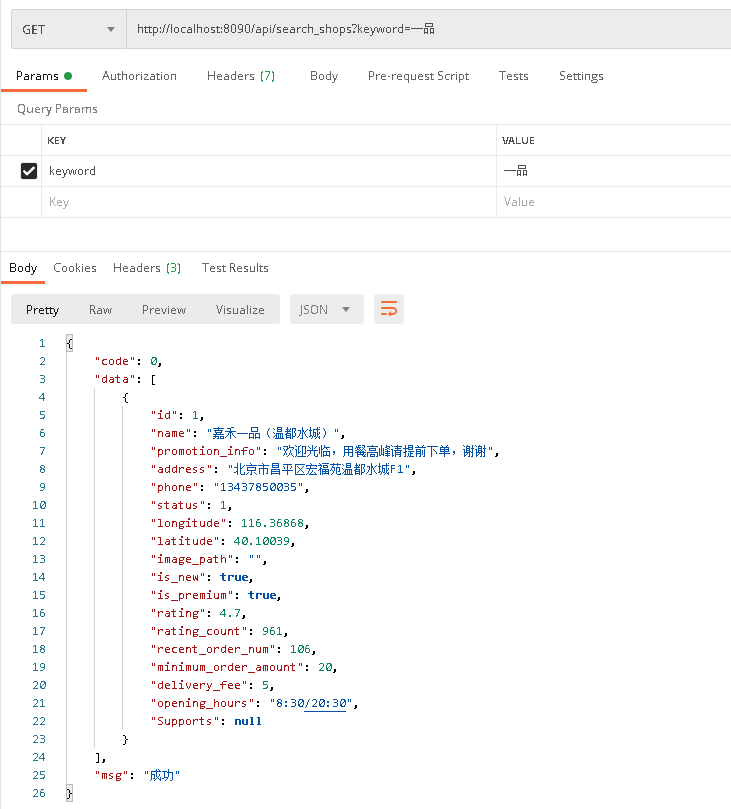 GET http://localhost:8090/api/search_shops?keyword=一品
Params Authorization Headers (7) Body Pre-request Script Tests Settings
Query Params
KEY VALUE
keyword 一品
Key Value
Body Cookies Headers (3) Test Results
Pretty Raw Preview Visualize JSON
1 {
2 "code": 0,
3 "data": [
4 {
5 "id": 1,
6 "name": "嘉禾一品（温都水城）",
7 "promotion_info": "欢迎光临，用餐高峰请提前下单，谢谢",
8 "address": "北京市昌平区宏福苑温都水城F1",
9 "phone": "13437850035",
10 "status": 1,
11 "longitude": 116.36868,
12 "latitude": 40.10039,
13 "image_path": "",
14 "is_new": true,
15 "is_premium": true,
16 "rating": 4.7,
17 "rating_count": 961,
18 "recent_order_num": 106,
19 "minimum_order_amount": 20,
20 "delivery_fee": 5,
21 "opening_hours": "8:30/20:30",
22 "Supports": null
23 }
24 ],
25 "msg": "成功"
26 }